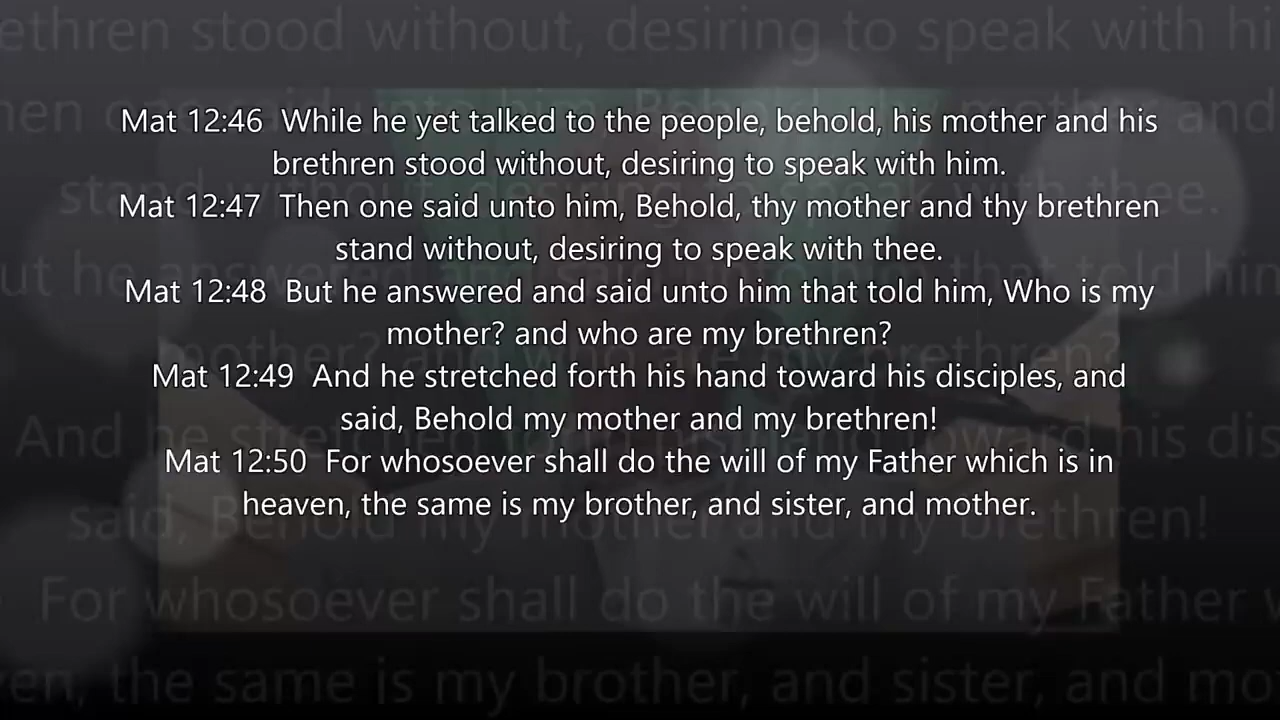 Mat 12:46  While he yet talked to the people, behold, his mother and his
brethren stood without, desiring to speak with him.
Mat 12:47  Then one said unto him, Behold, thy mother and thy brethren
stand without, desiring to speak with thee.
Mat 12:48  But he answered and said unto him that told him, Who is my
mother? and who are my brethren?
Mat 12:49  And he stretched forth his hand toward his disciples, and
said, Behold my mother and my brethren!
Mat 12:50  For whosoever shall do the will of my Father which is in
heaven, the same is my brother, and sister, and mother.